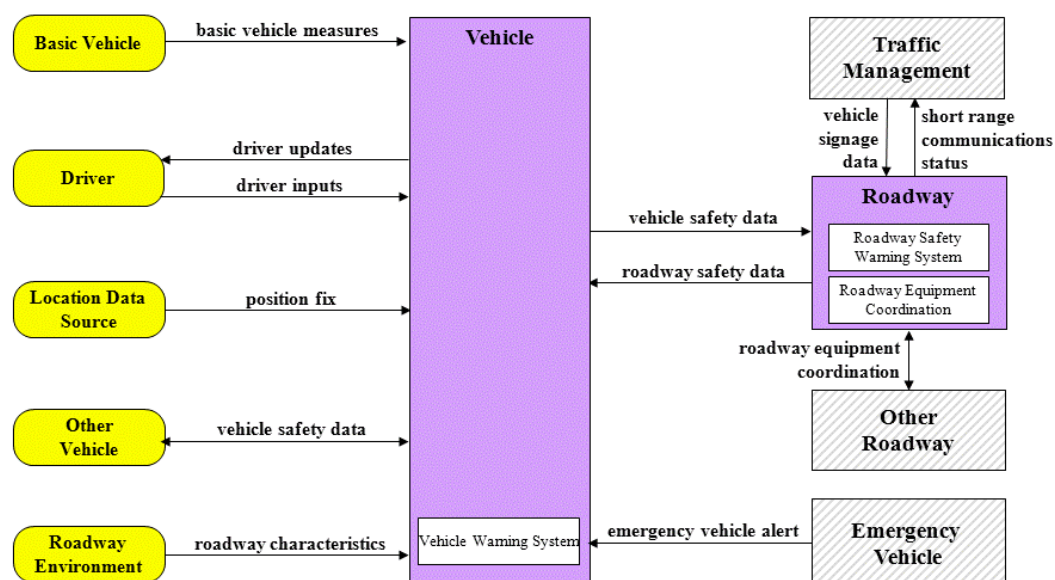 Basic Vehicle
basic vehicle measures
Vehicle
Traffic
Management
vehicle
signage
data
short range
communications
status
Driver
driver updates
driver inputs
Roadway
Roadway Safety
Warning System
Roadway Equipment
Coordination
vehicle safety data
roadway safety data
Location Data
Source
position fix
roadway equipment
coordination
Other
Vehicle
vehicle safety data
Other
Roadway
Roadway
Environment
roadway characteristics
Vehicle Warning System
emergency vehicle alert
Emergency
Vehicle